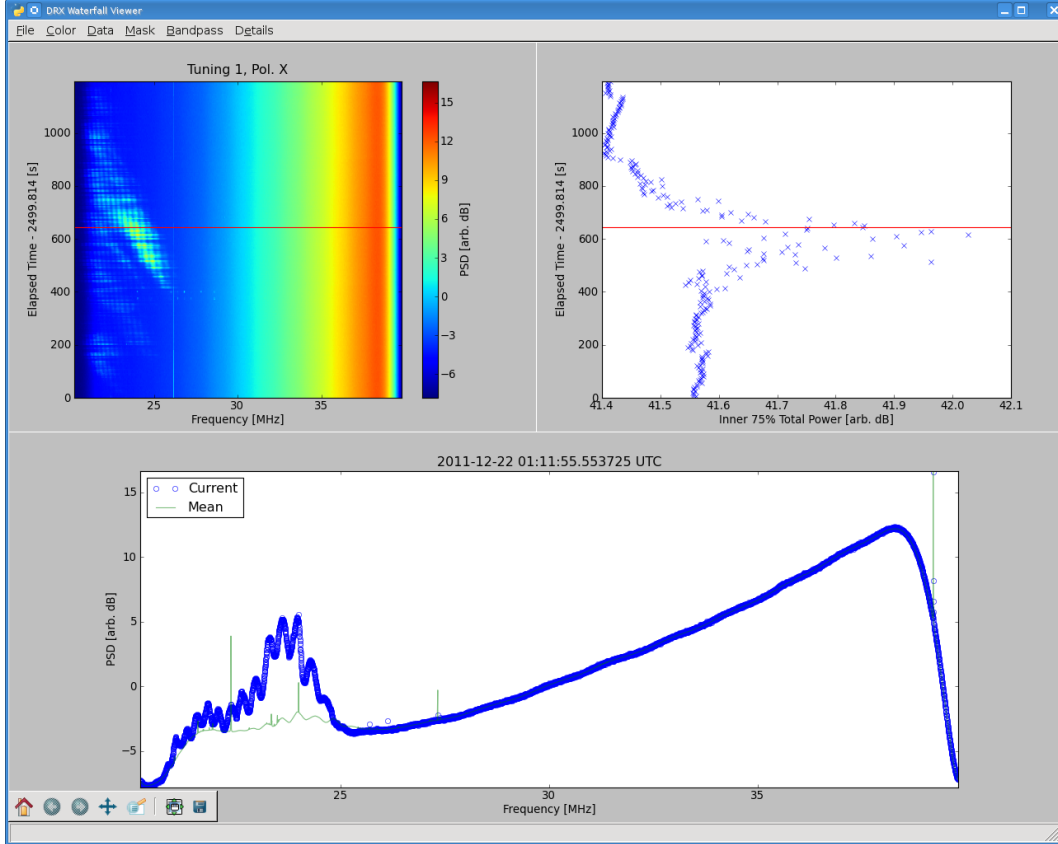 DRX Waterfall Viewer
File Color Data Mask Bandpass Details
Tuning 1, Pol. X
Elapsed Time - 2499.814 [s]
1000
800
600
400
200
0
25 30 35
Frequency [MHz]
15
12
9
6
3
0
−3
−6
PSD [arb. dB]
Elapsed Time - 2499.814 [s]
1000
800
600
400
200
0
41.4 41.5 41.6 41.7 41.8 41.9 42.0 42.1
Inner 75% Total Power [arb. dB]
2011-12-22 01:11:55.553725 UTC
Current
Mean
PSD [arb. dB]
15
10
5
0
−5
25 30 35
Frequency [MHz]